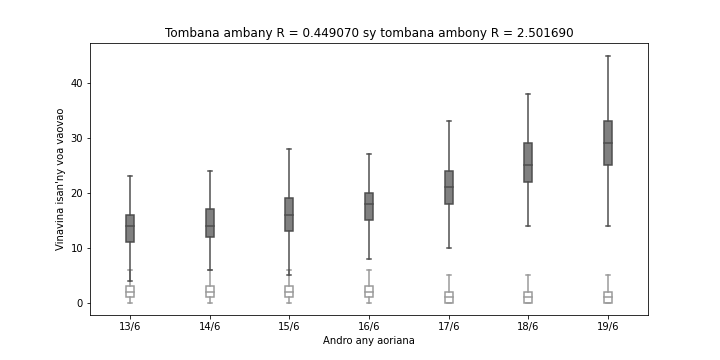 Tombana ambany R = 0.449070 sy tombana ambony R = 2.501690
Vinavina isan'ny voa vaovao
40
30
20
10
0
13/6 14/6 15/6 16/6 17/6 18/6 19/6
Andro any aoriana